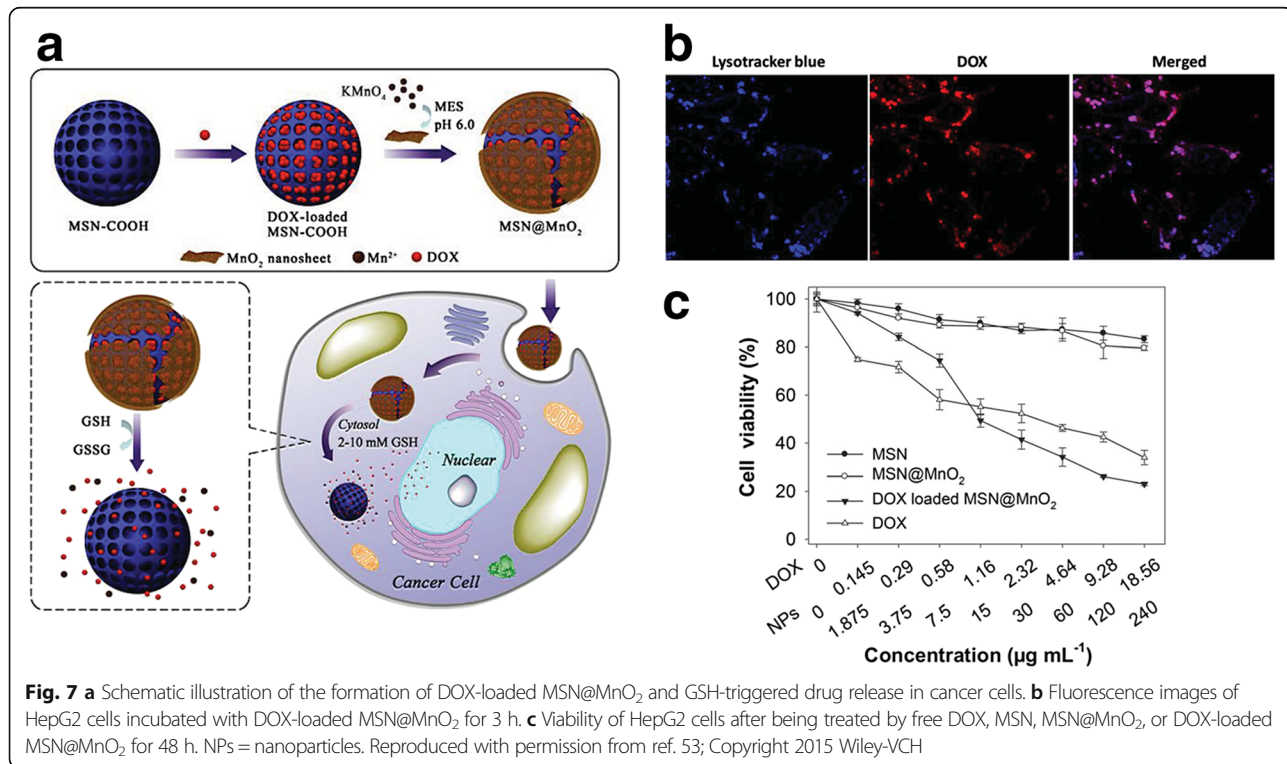 a
KMnO₄
MES
pH 6.0
MSN-COOH
DOX-loaded
MSN-COOH
MSN@MnO₂
MnO₂ nanosheet
Mn²⁺
DOX
GSH
GSSG
Cytosol
2-10 mM GSH
Nuclear
Cancer Cell
b
Lysotracker blue
DOX
Merged
c
Cell viability (%)
100
80
60
40
20
0
MSN
MSN@MnO₂
DOX loaded MSN@MnO₂
DOX
DOX 0 0.145 0.29 0.58 1.16 2.32 4.64 9.28 18.56
NPs 0 1.875 3.75 7.5 15 30 60 120 240
Concentration (µg mL⁻¹)
Fig. 7 a Schematic illustration of the formation of DOX-loaded MSN@MnO₂ and GSH-triggered drug release in cancer cells. b Fluorescence images of
HepG2 cells incubated with DOX-loaded MSN@MnO₂ for 3 h. c Viability of HepG2 cells after being treated by free DOX, MSN, MSN@MnO₂, or DOX-loaded
MSN@MnO₂ for 48 h. NPs = nanoparticles. Reproduced with permission from ref. 53; Copyright 2015 Wiley-VCH